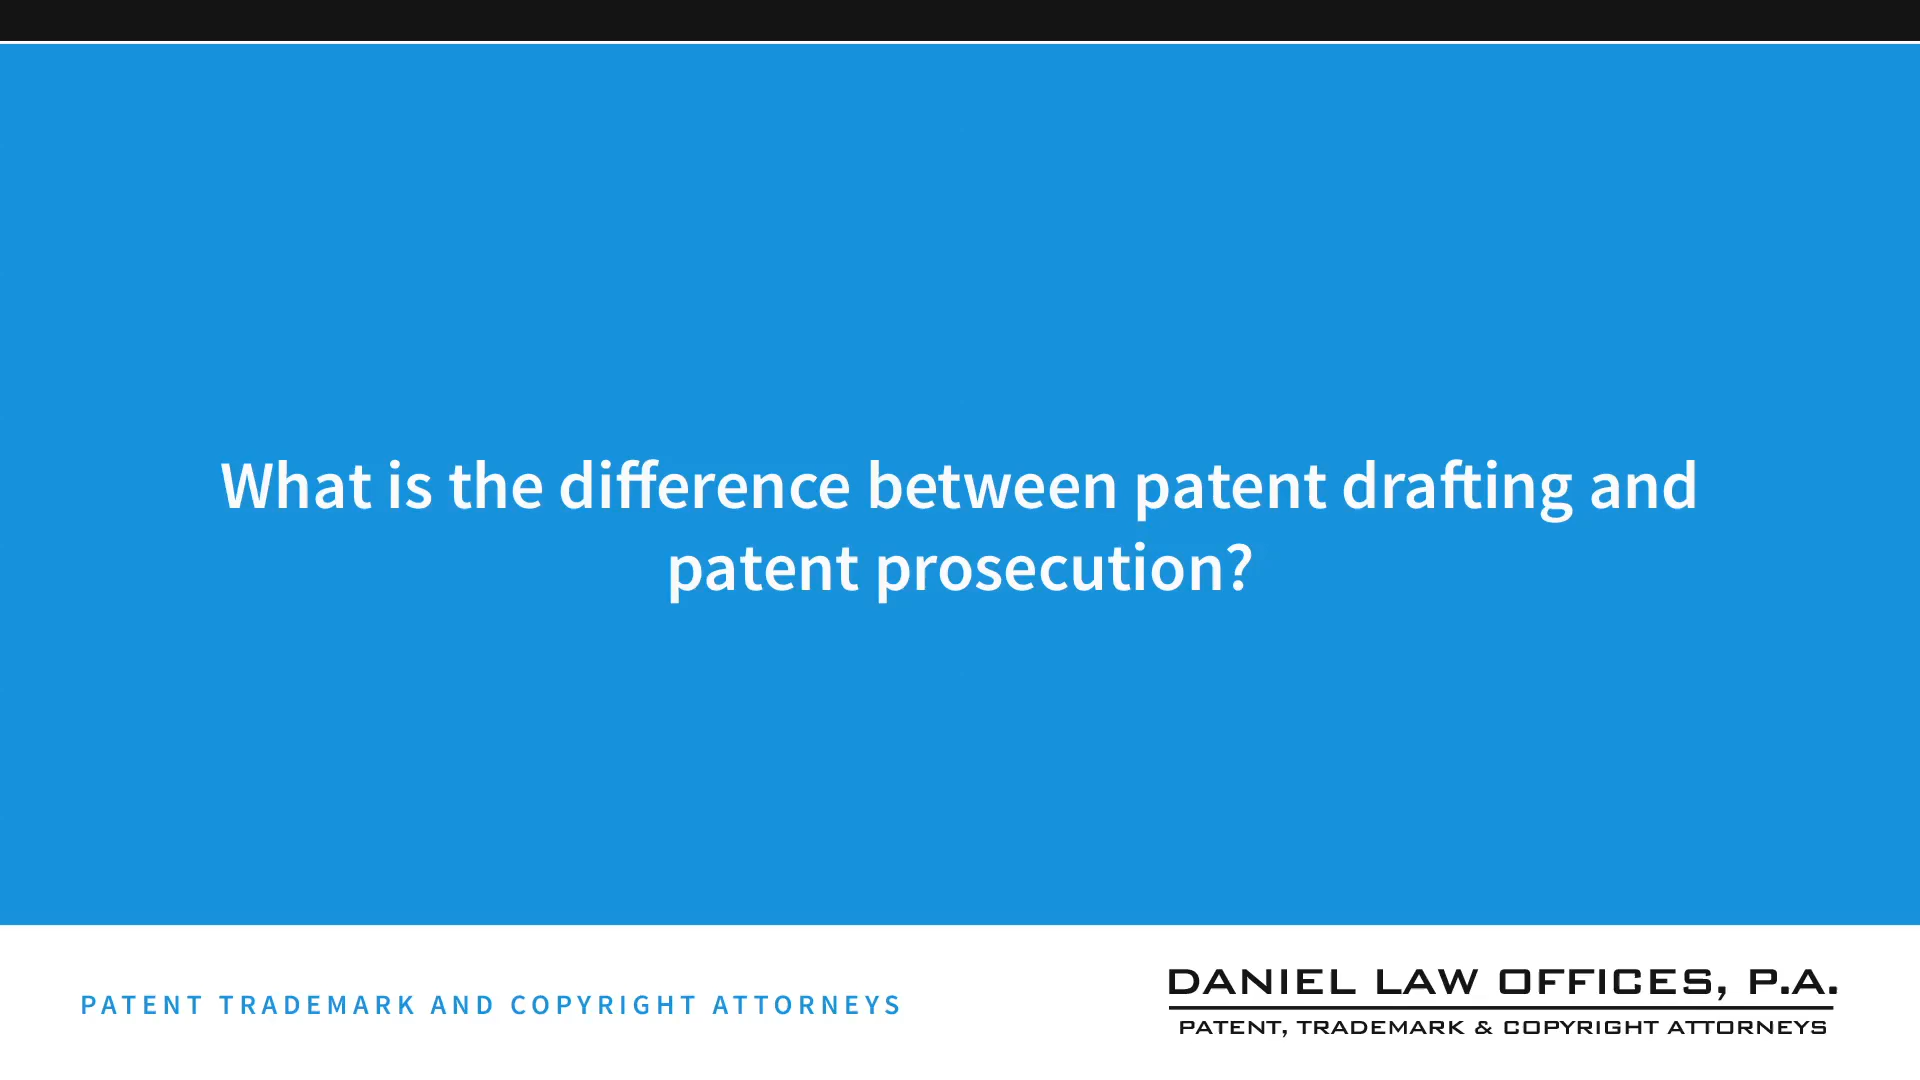 What is the difference between patent drafting and
patent prosecution?
PATENT TRADEMARK AND COPYRIGHT ATTORNEYS
DANIEL LAW OFFICES, P.A.
PATENT, TRADEMARK & COPYRIGHT ATTORNEYS